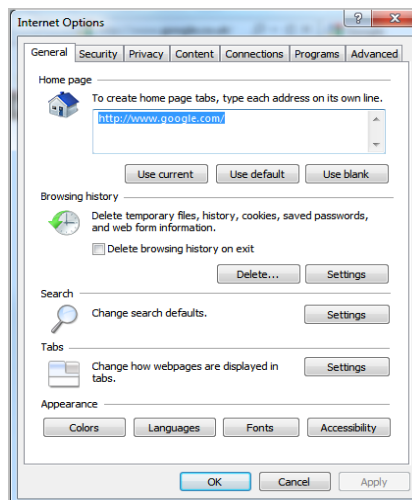 Internet Options
General Security Privacy Content Connections Programs Advanced
Home page
To create home page tabs, type each address on its own line.
http://www.google.com/
Use current Use default Use blank
Browsing history
Delete temporary files, history, cookies, saved passwords,
and web form information.
Delete browsing history on exit
Delete... Settings
Search
Change search defaults. Settings
Tabs
Change how webpages are displayed in
tabs. Settings
Appearance
Colors Languages Fonts Accessibility
OK Cancel Apply